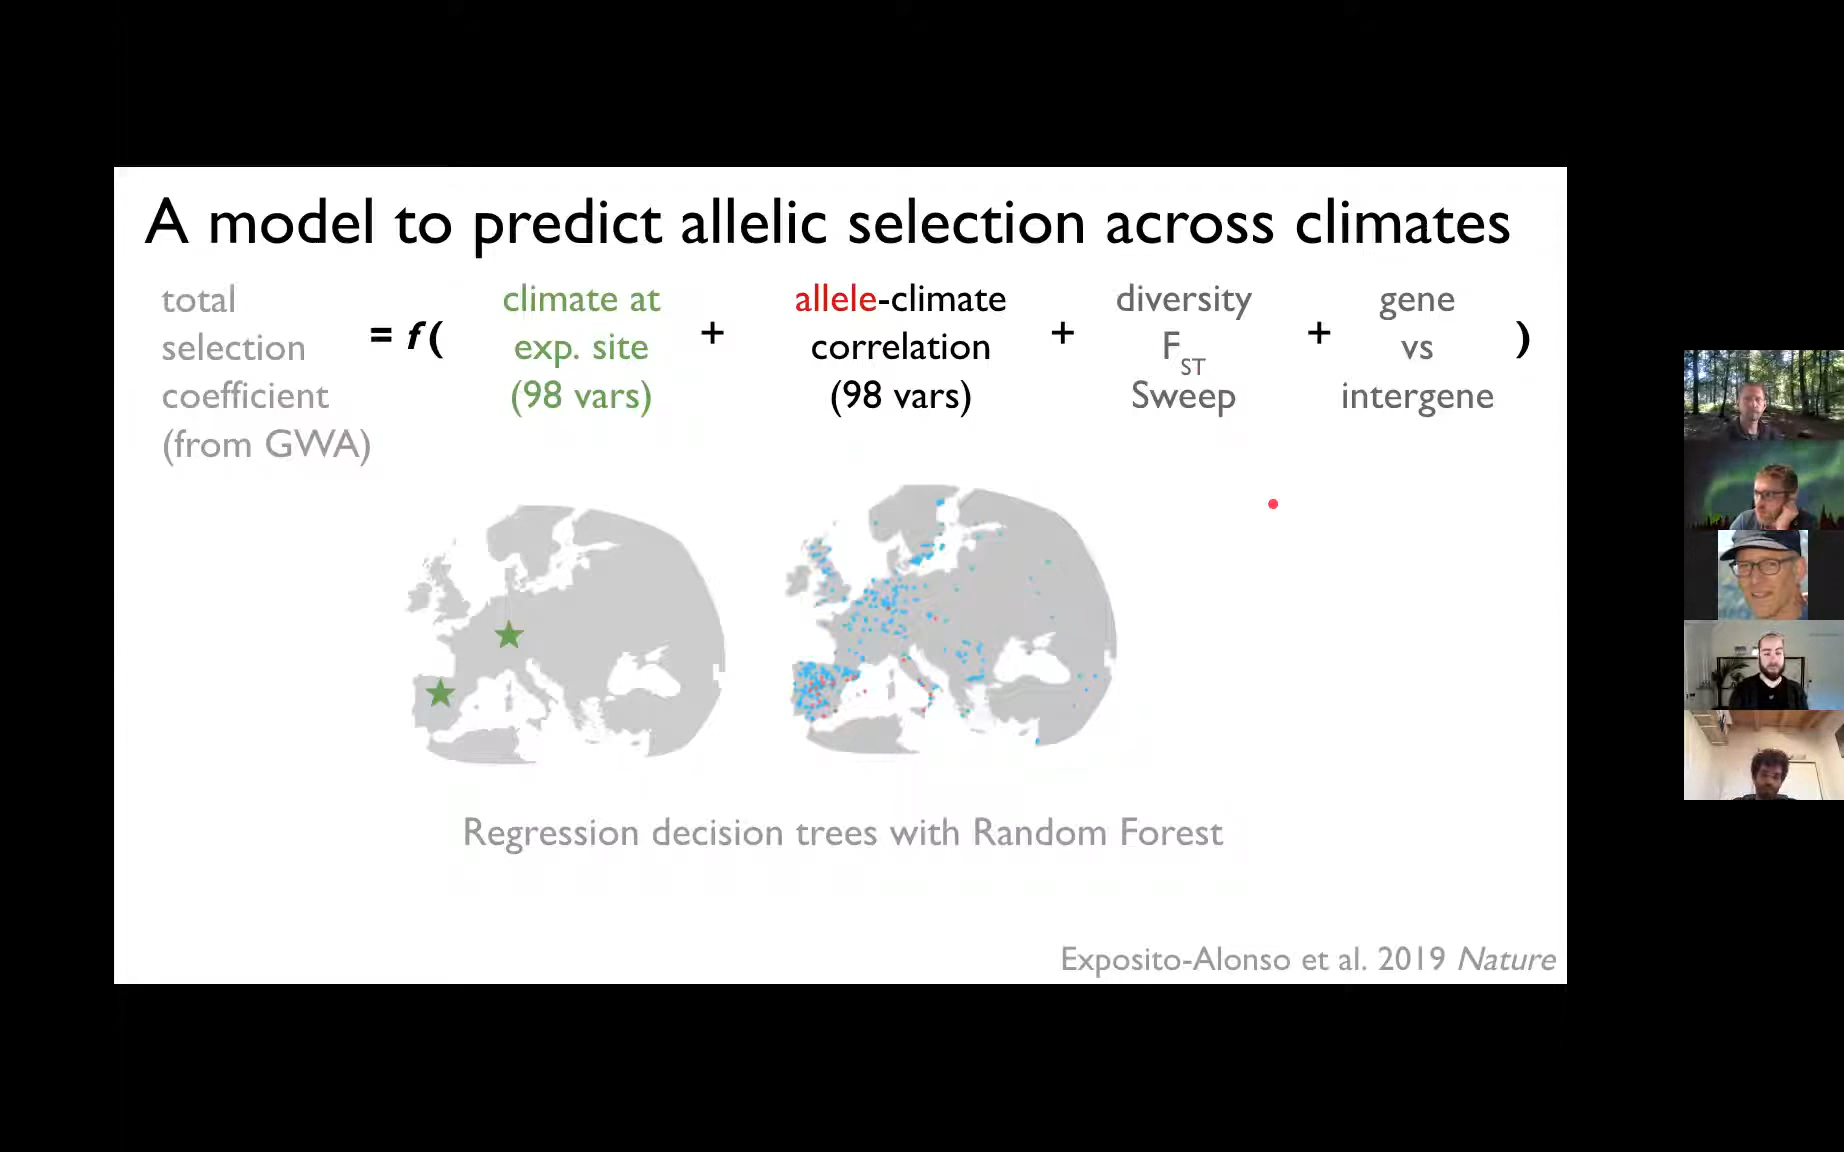 A model to predict allelic selection across climates
total
selection
coefficient
(from GWA)
= f (
climate at
exp. site
(98 vars)
+
allele-climate
correlation
(98 vars)
+
diversity
FST
Sweep
+
gene
vs
intergene
)
Regression decision trees with Random Forest
Exposito-Alonso et al. 2019 Nature